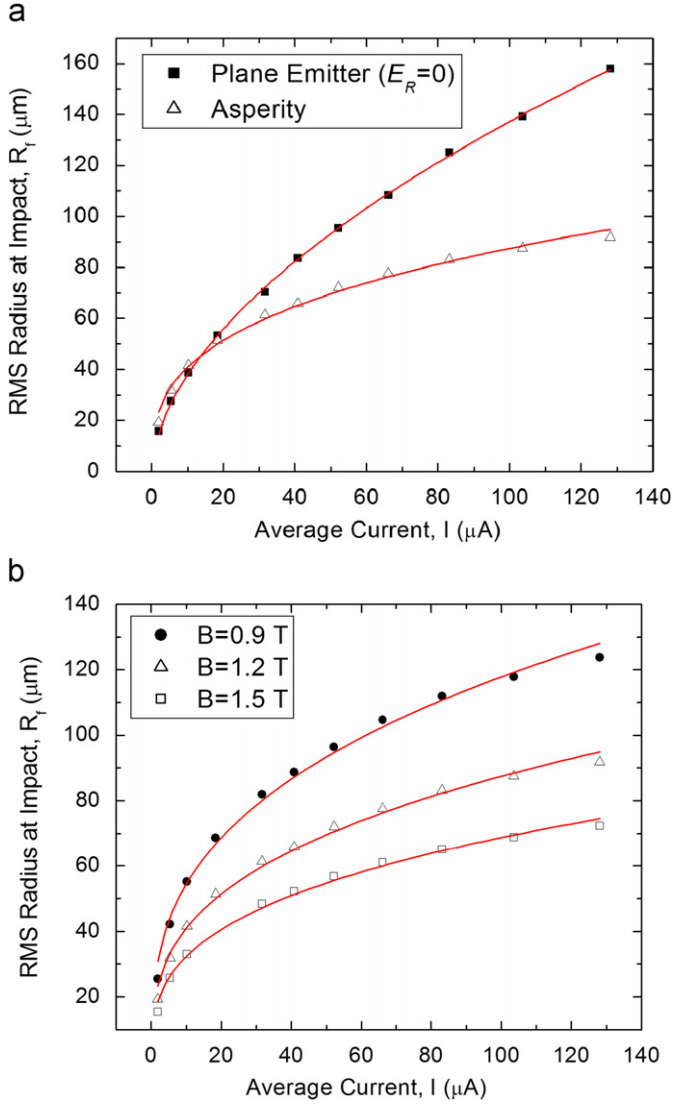 a
160
140
120
100
80
60
40
20
0
RMS Radius at Impact, R_f (μm)
Plane Emitter (E_R=0)
Asperity
0 20 40 60 80 100 120 140
Average Current, I (μA)
b
140
120
100
80
60
40
20
RMS Radius at Impact, R_f (μm)
B=0.9 T
B=1.2 T
B=1.5 T
0 20 40 60 80 100 120 140
Average Current, I (μA)